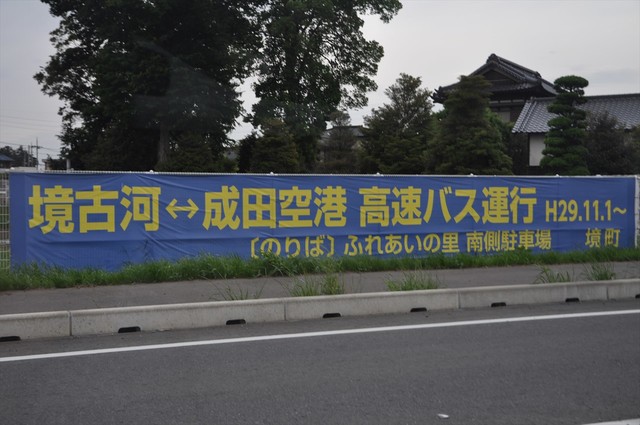 境古河↔成田空港 高速バス運行 H29.11.1～
〔のりば〕ふれあいの里 南側駐車場 境町